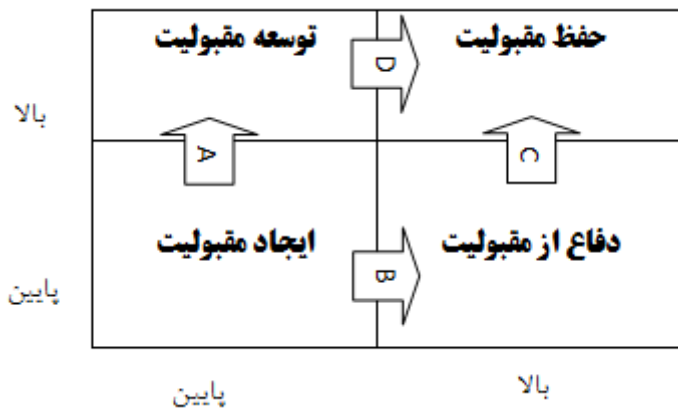 حفظ مقبولیت
D
توسعه مقبولیت
بالا
C
A
دفاع از مقبولیت
B
ایجاد مقبولیت
پایین
بالا
پایین